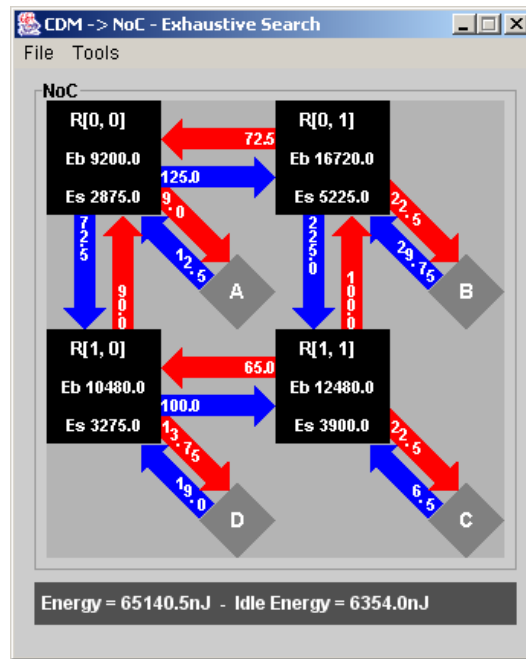 CDM -> NoC - Exhaustive Search
File Tools
NoC
R[0, 0]
Eb 9200.0
Es 2875.0
72.5
125.0
R[0, 1]
Eb 16720.0
Es 5225.0
9.0
12.5
A
22.5
29.75
B
72.5
90.0
225.0
100.0
R[1, 0]
Eb 10480.0
Es 3275.0
65.0
100.0
R[1, 1]
Eb 12480.0
Es 3900.0
13.75
19.0
D
22.5
6.5
C
Energy = 65140.5nJ - Idle Energy = 6354.0nJ